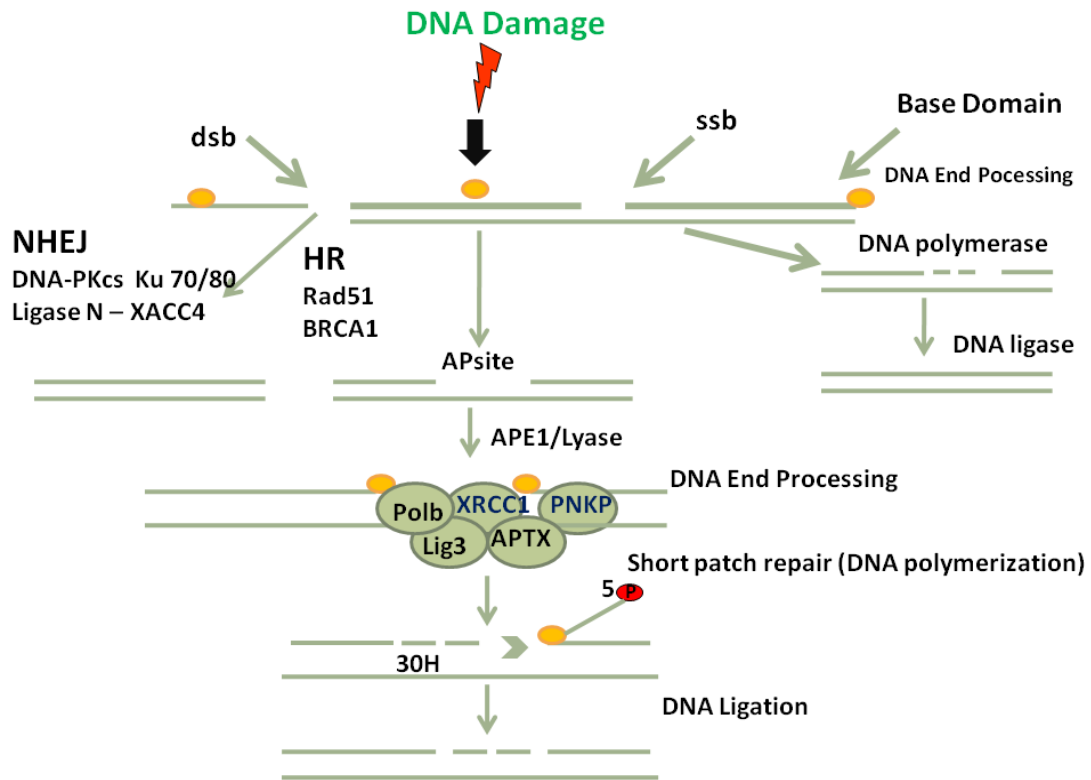 DNA Damage
dsb
ssb
Base Domain
DNA End Pocessing
NHEJ
DNA-PKcs Ku 70/80
Ligase N – XACC4
HR
Rad51
BRCA1
DNA polymerase
DNA ligase
APsite
APE1/Lyase
DNA End Processing
Polb
XRCC1
PNKP
Lig3
APTX
Short patch repair (DNA polymerization)
5 P
30H
DNA Ligation